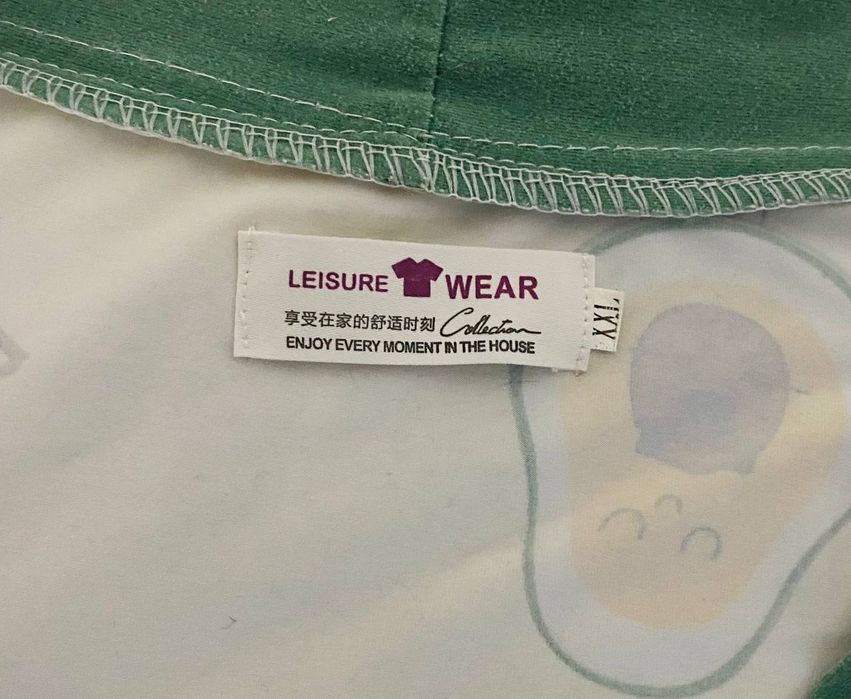 LEISURE WEAR
享受在家的舒适时刻 Collection
ENJOY EVERY MOMENT IN THE HOUSE
XXL